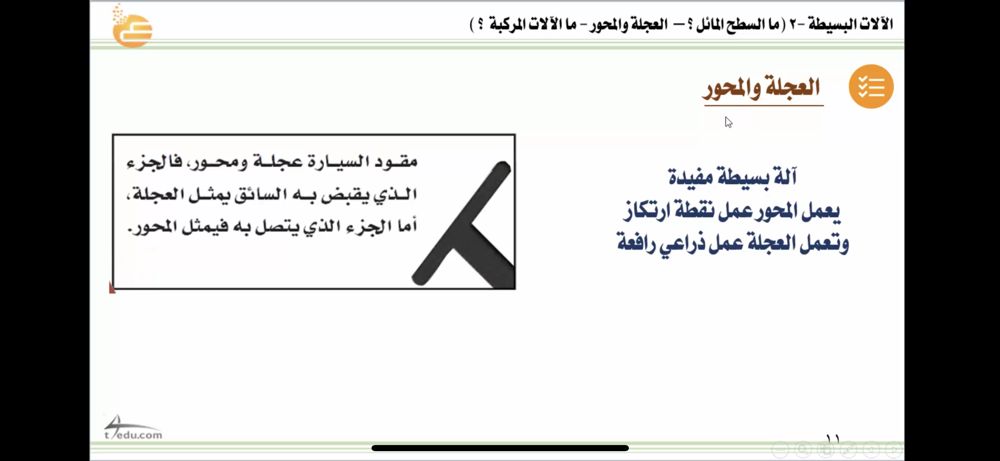 الآلات البسيطة -٢ (ما السطح المائل ؟ – العجلة والمحور - ما الآلات المركبة ؟ )
العجلة والمحور
آلة بسيطة مفيدة
يعمل المحور عمل نقطة ارتكاز
وتعمل العجلة عمل ذراعي رافعة
مقود السيارة عجلة ومحور، فالجزء
الذي يقبض به السائق يمثل العجلة،
أما الجزء الذي يتصل به فيمثل المحور.
t4edu.com
١١